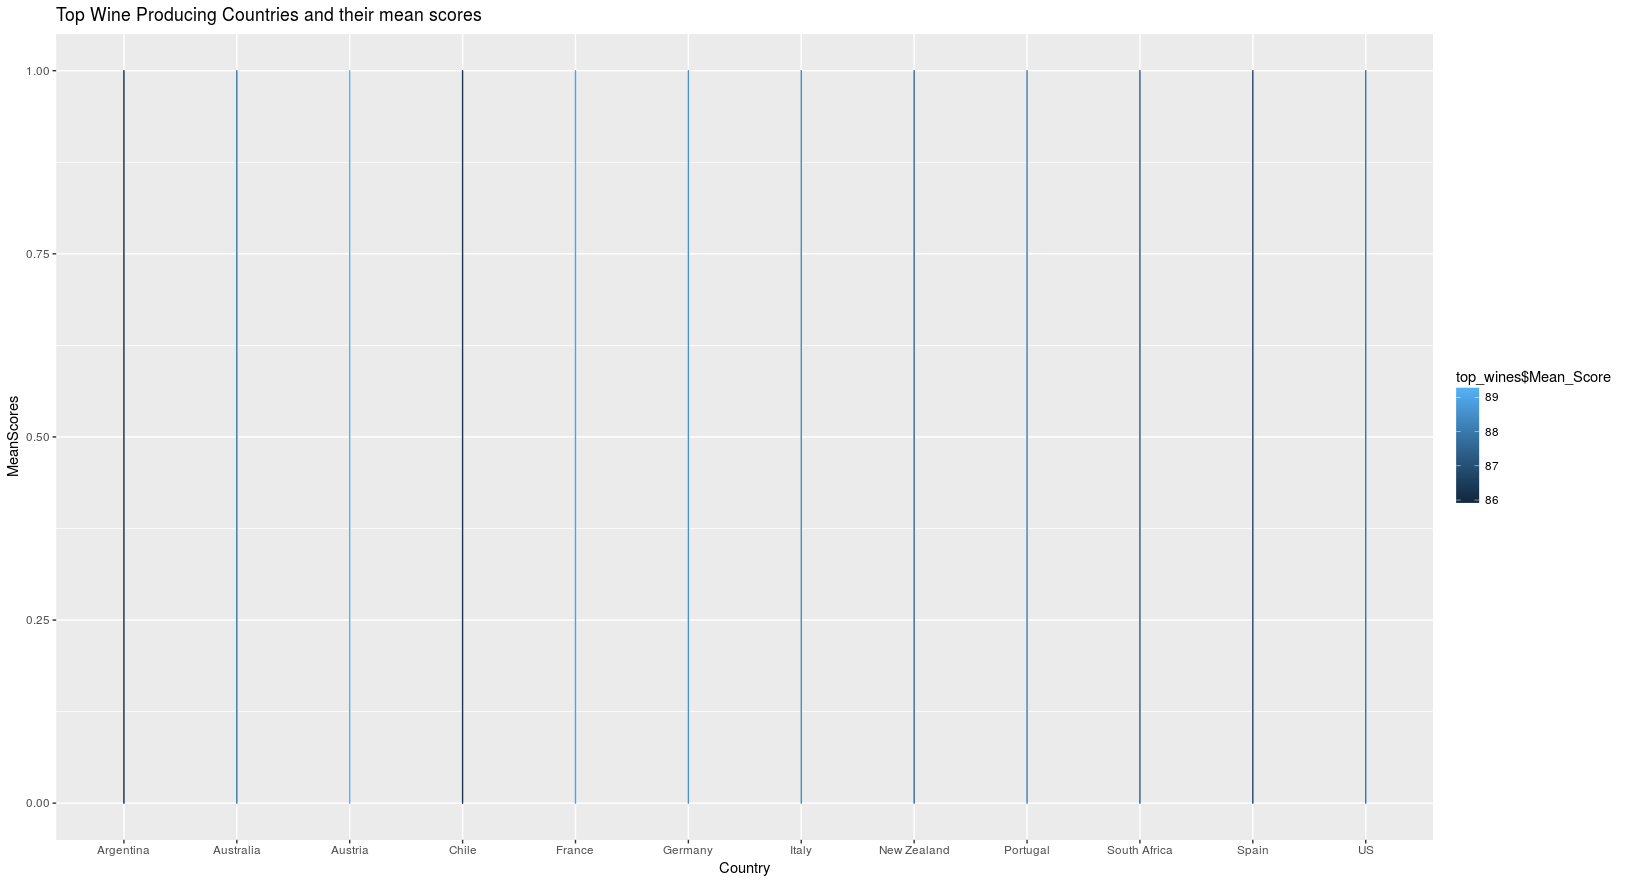 Top Wine Producing Countries and their mean scores
1.00
0.75
0.50
0.25
0.00
MeanScores
Argentina Australia Austria Chile France Germany Italy New Zealand Portugal South Africa Spain US
Country
top_wines$Mean_Score
89
88
87
86